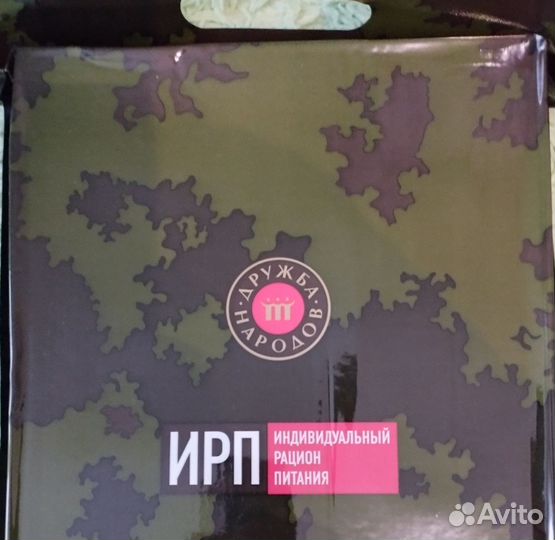 ДРУЖБА
НАРОДОВ
ИРП
ИНДИВИДУАЛЬНЫЙ
РАЦИОН
ПИТАНИЯ
Avito